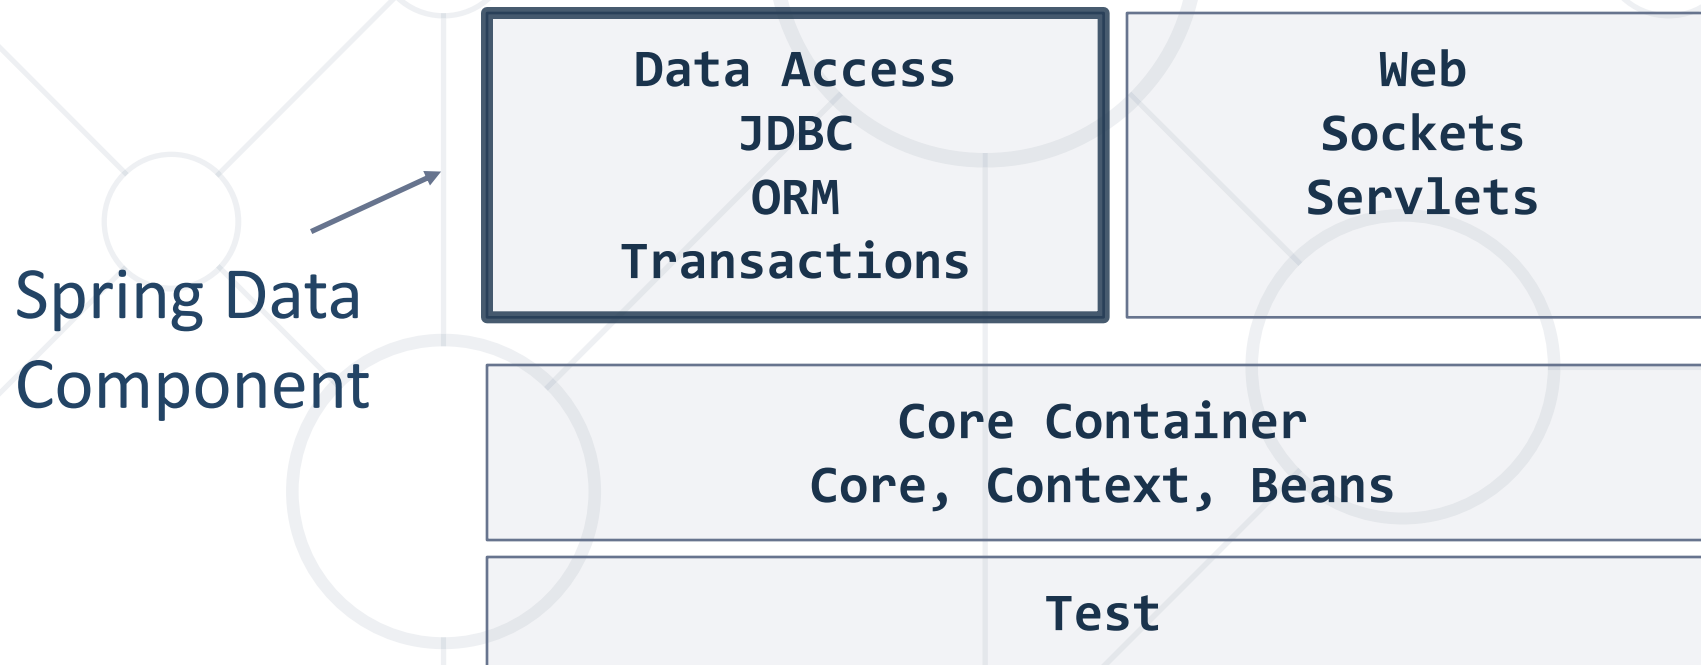 Data Access
JDBC
ORM
Transactions
Web
Sockets
Servlets
Spring Data
Component
Core Container
Core, Context, Beans
Test